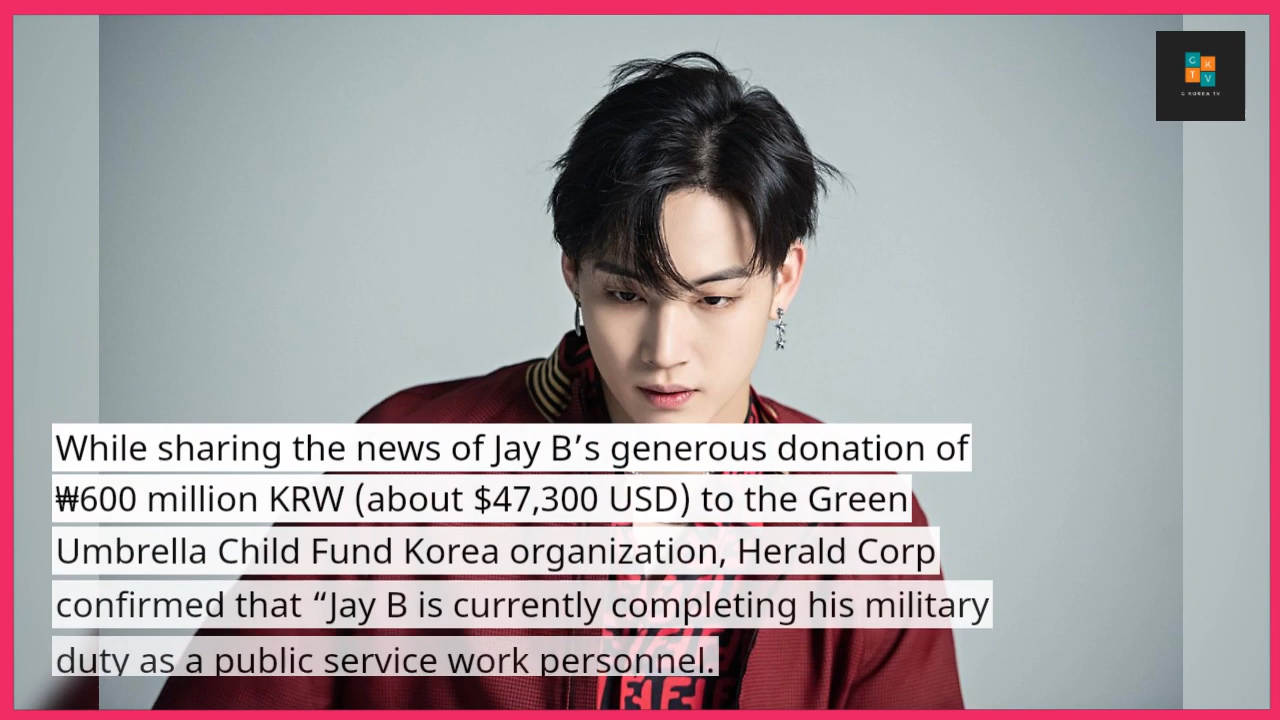 C K
T V
G KOREA TV
While sharing the news of Jay B’s generous donation of
₩600 million KRW (about $47,300 USD) to the Green
Umbrella Child Fund Korea organization, Herald Corp
confirmed that “Jay B is currently completing his military
duty as a public service work personnel.